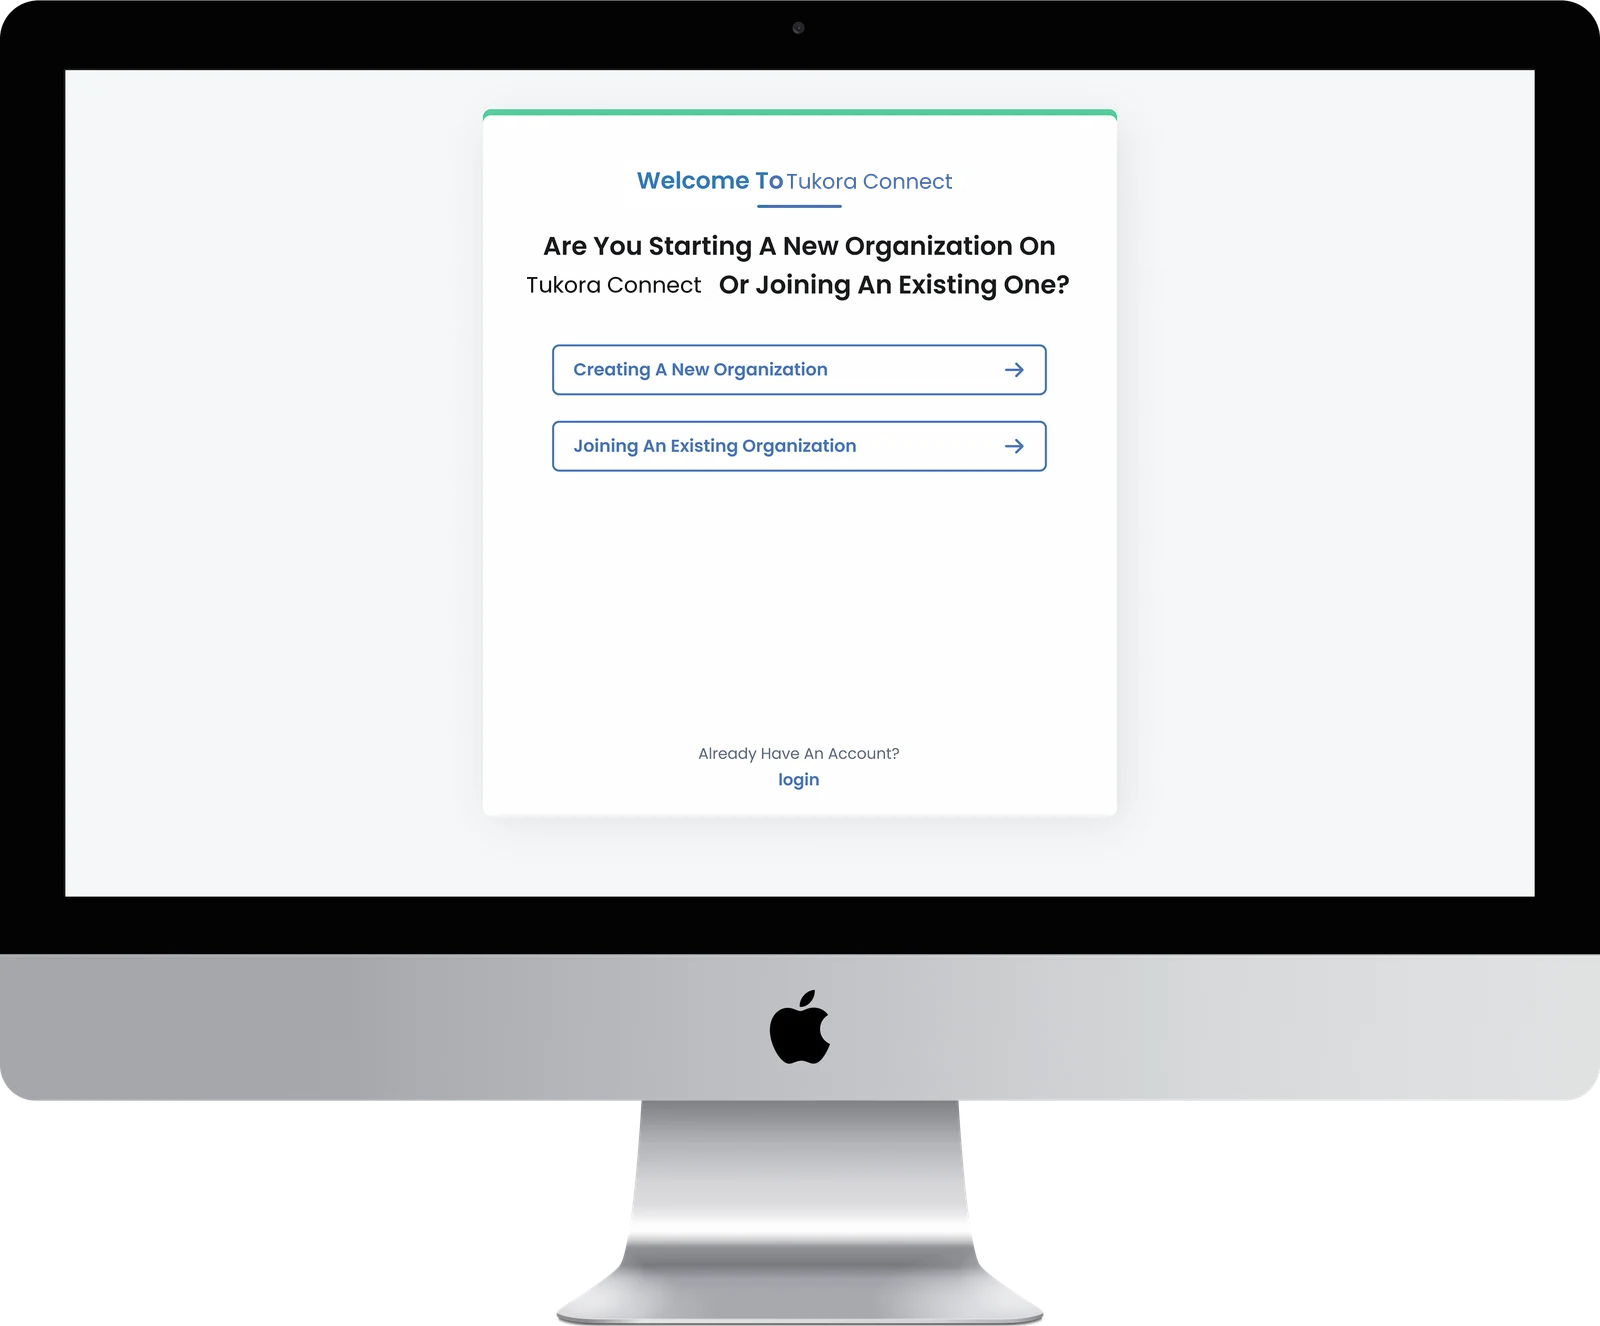 Welcome To Tukora Connect
Are You Starting A New Organization On
Tukora Connect Or Joining An Existing One?
Creating A New Organization
Joining An Existing Organization
Already Have An Account?
login